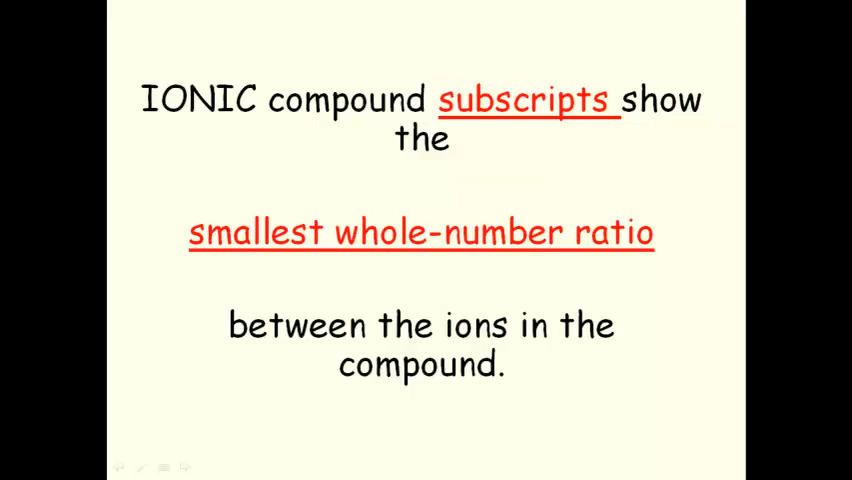 IONIC compound subscripts show
the
smallest whole-number ratio
between the ions in the
compound.